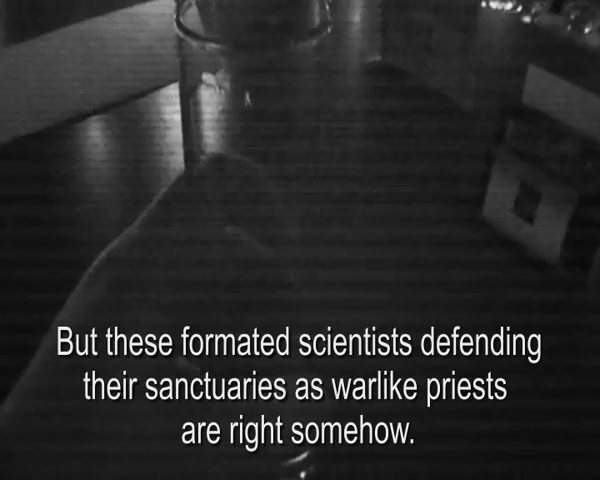 But these formated scientists defending
their sanctuaries as warlike priests
are right somehow.